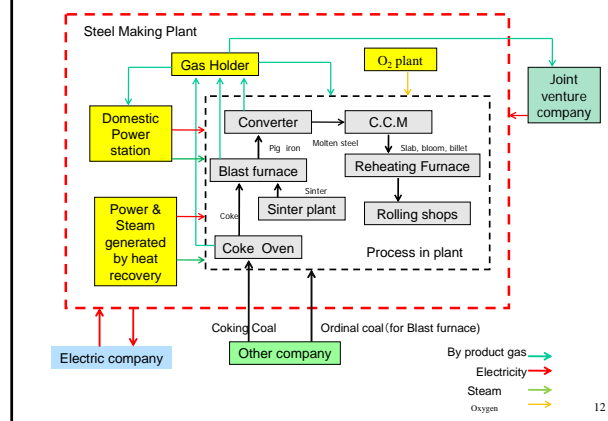 Steel Making Plant
Gas Holder
O2 plant
Joint
venture
company
Domestic
Power
station
Converter
C.C.M
Molten steel
Pig iron
Slab, bloom, billet
Blast furnace
Reheating Furnace
Sinter
Sinter plant
Coke
Rolling shops
Power &
Steam
generated
by heat
recovery
Coke Oven
Process in plant
Coking Coal
Ordinal coal(for Blast furnace)
Electric company
Other company
By product gas
Electricity
Steam
Oxygen
12